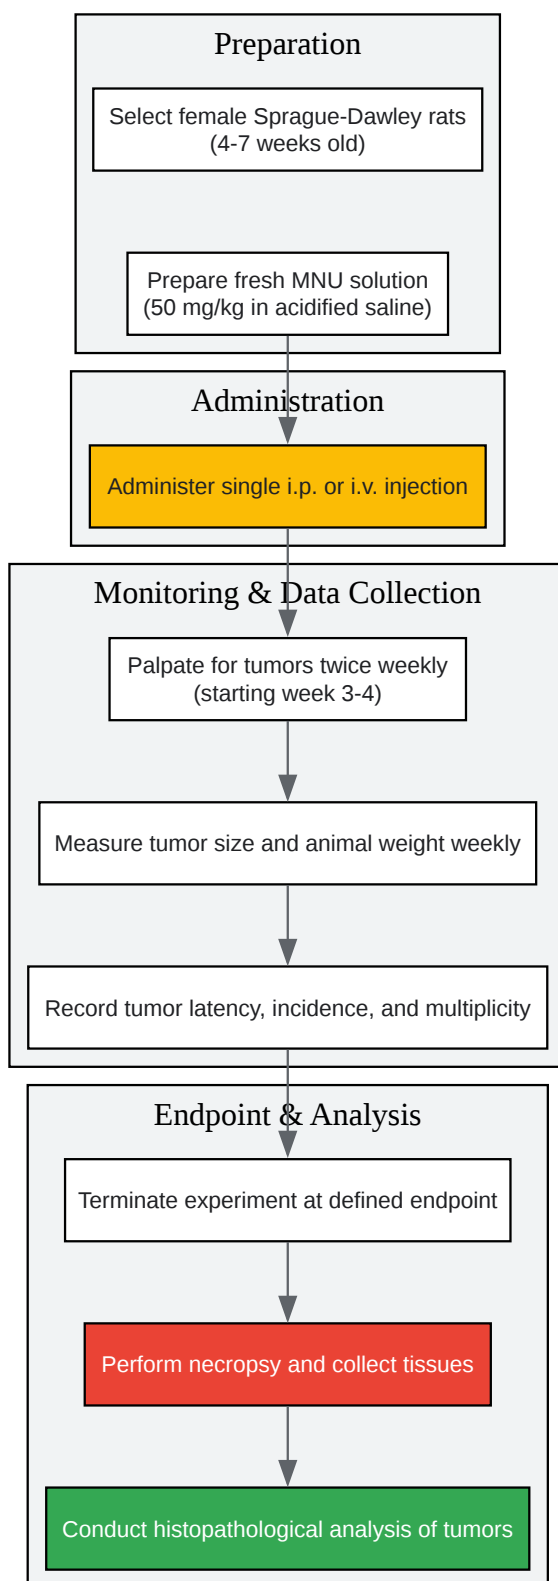 Preparation
Select female Sprague-Dawley rats
(4-7 weeks old)
Prepare fresh MNU solution
(50 mg/kg in acidified saline)
Administration
Administer single i.p. or i.v. injection
Monitoring & Data Collection
Palpate for tumors twice weekly
(starting week 3-4)
Measure tumor size and animal weight weekly
Record tumor latency, incidence, and multiplicity
Endpoint & Analysis
Terminate experiment at defined endpoint
Perform necropsy and collect tissues
Conduct histopathological analysis of tumors